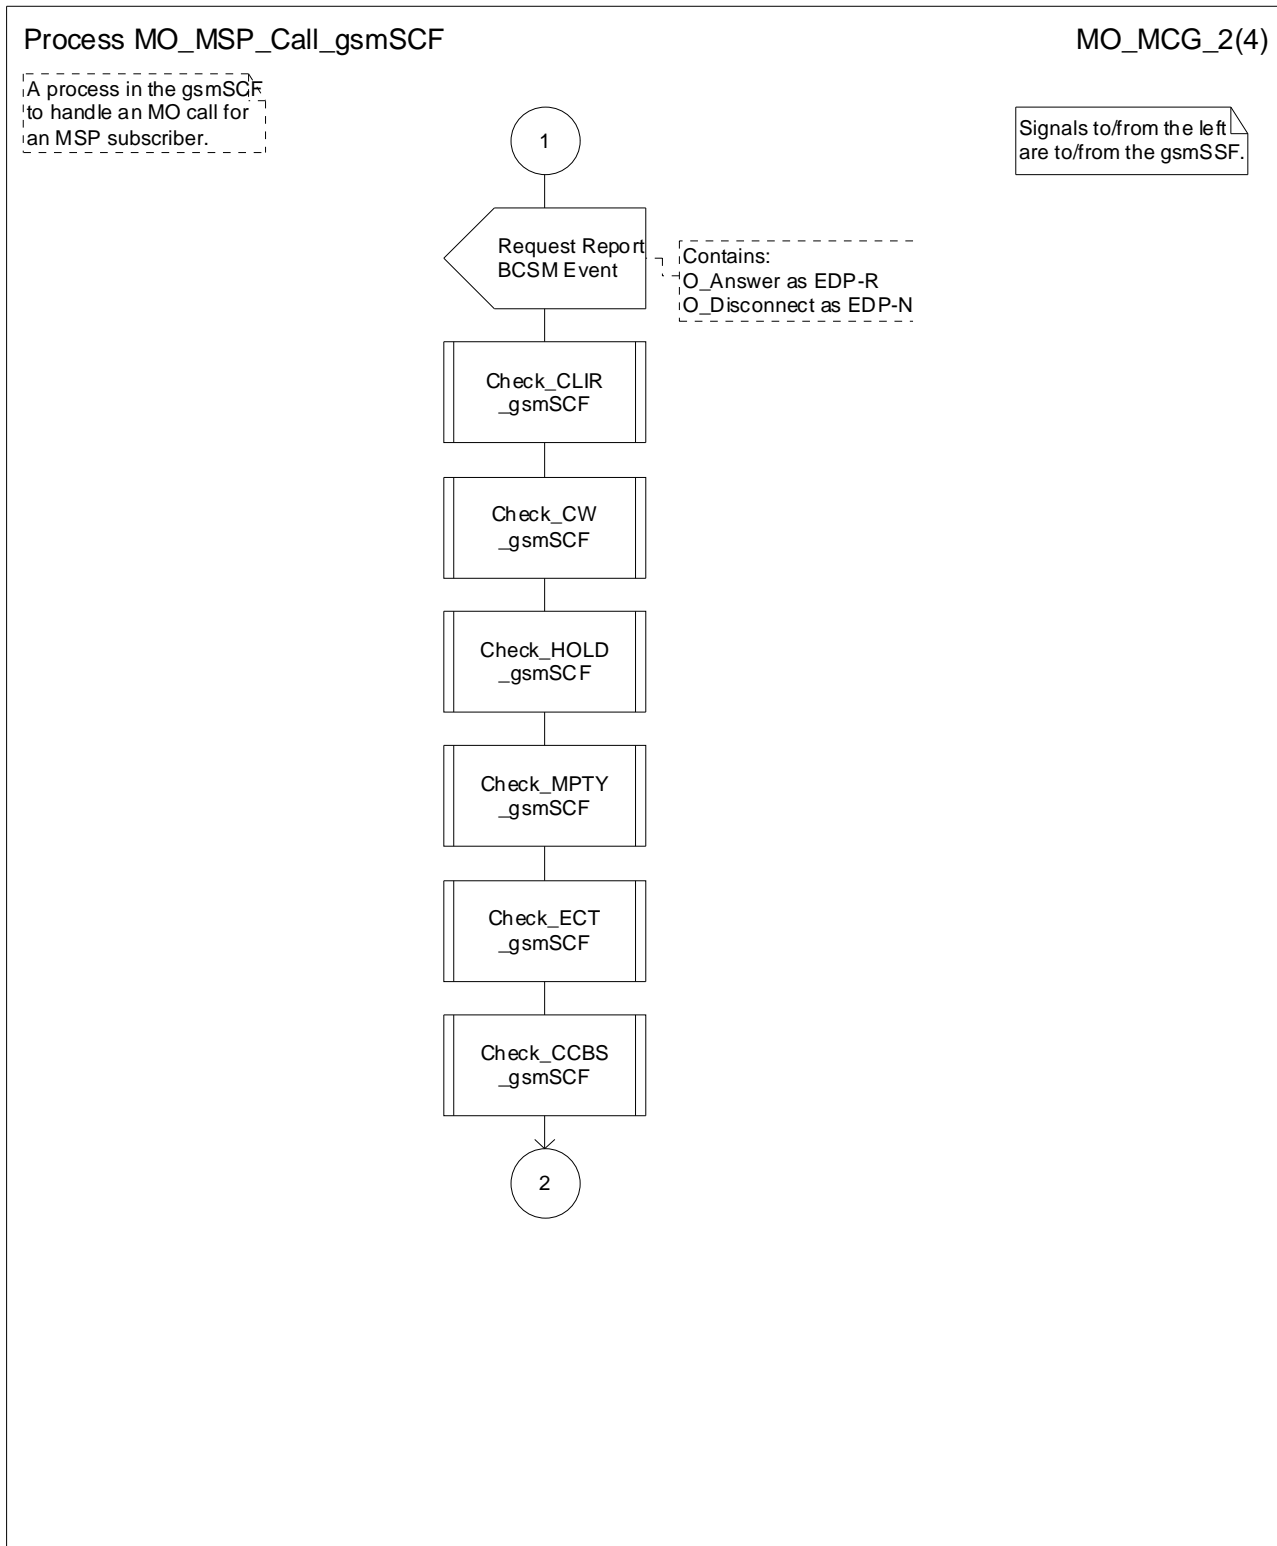 Process MO_MSP_Call_gsmSCF
MO_MCG_2(4)
A process in the gsmSCF
to handle an MO call for
an MSP subscriber.
Signals to/from the left
are to/from the gsmSSF.
1
Request Report
BCSM Event
Contains:
O_Answer as EDP-R
O_Disconnect as EDP-N
Check_CLIR
_gsmSCF
Check_CW
_gsmSCF
Check_HOLD
_gsmSCF
Check_MPTY
_gsmSCF
Check_ECT
_gsmSCF
Check_CCBS
_gsmSCF
2